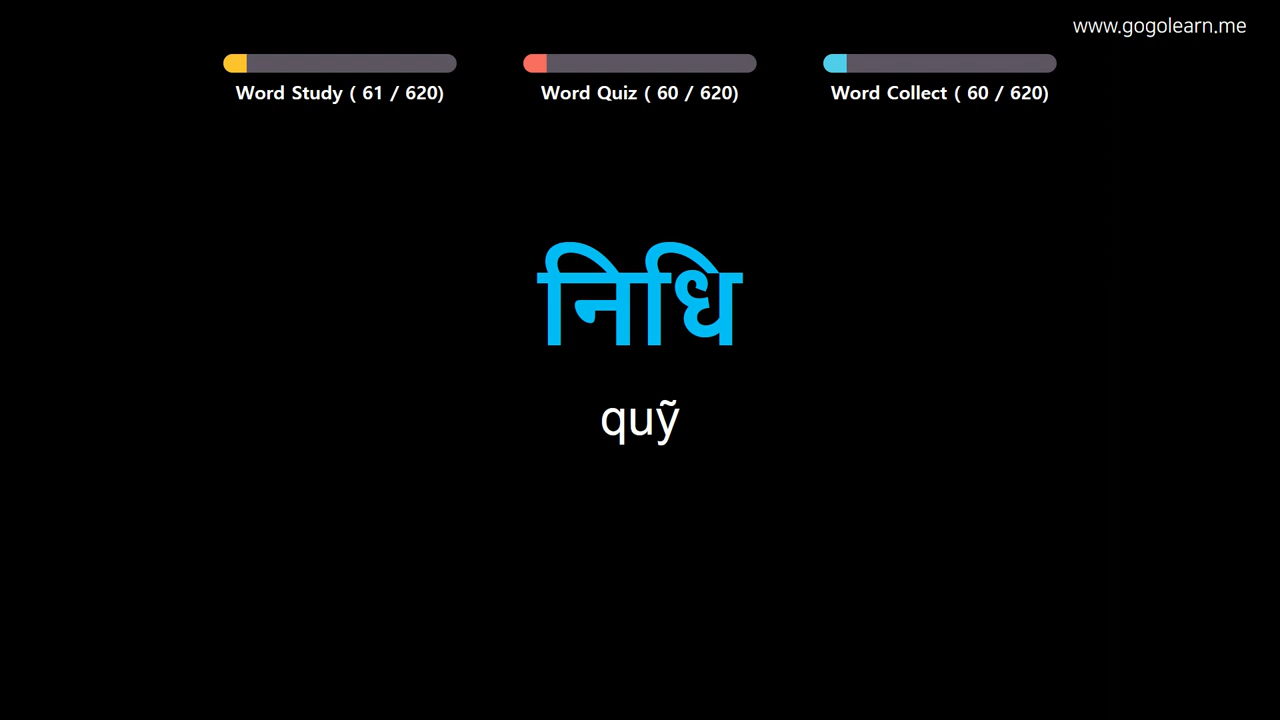 www.gogolearn.me
Word Study ( 61 / 620)
Word Quiz ( 60 / 620)
Word Collect ( 60 / 620)
निधि
quỹ